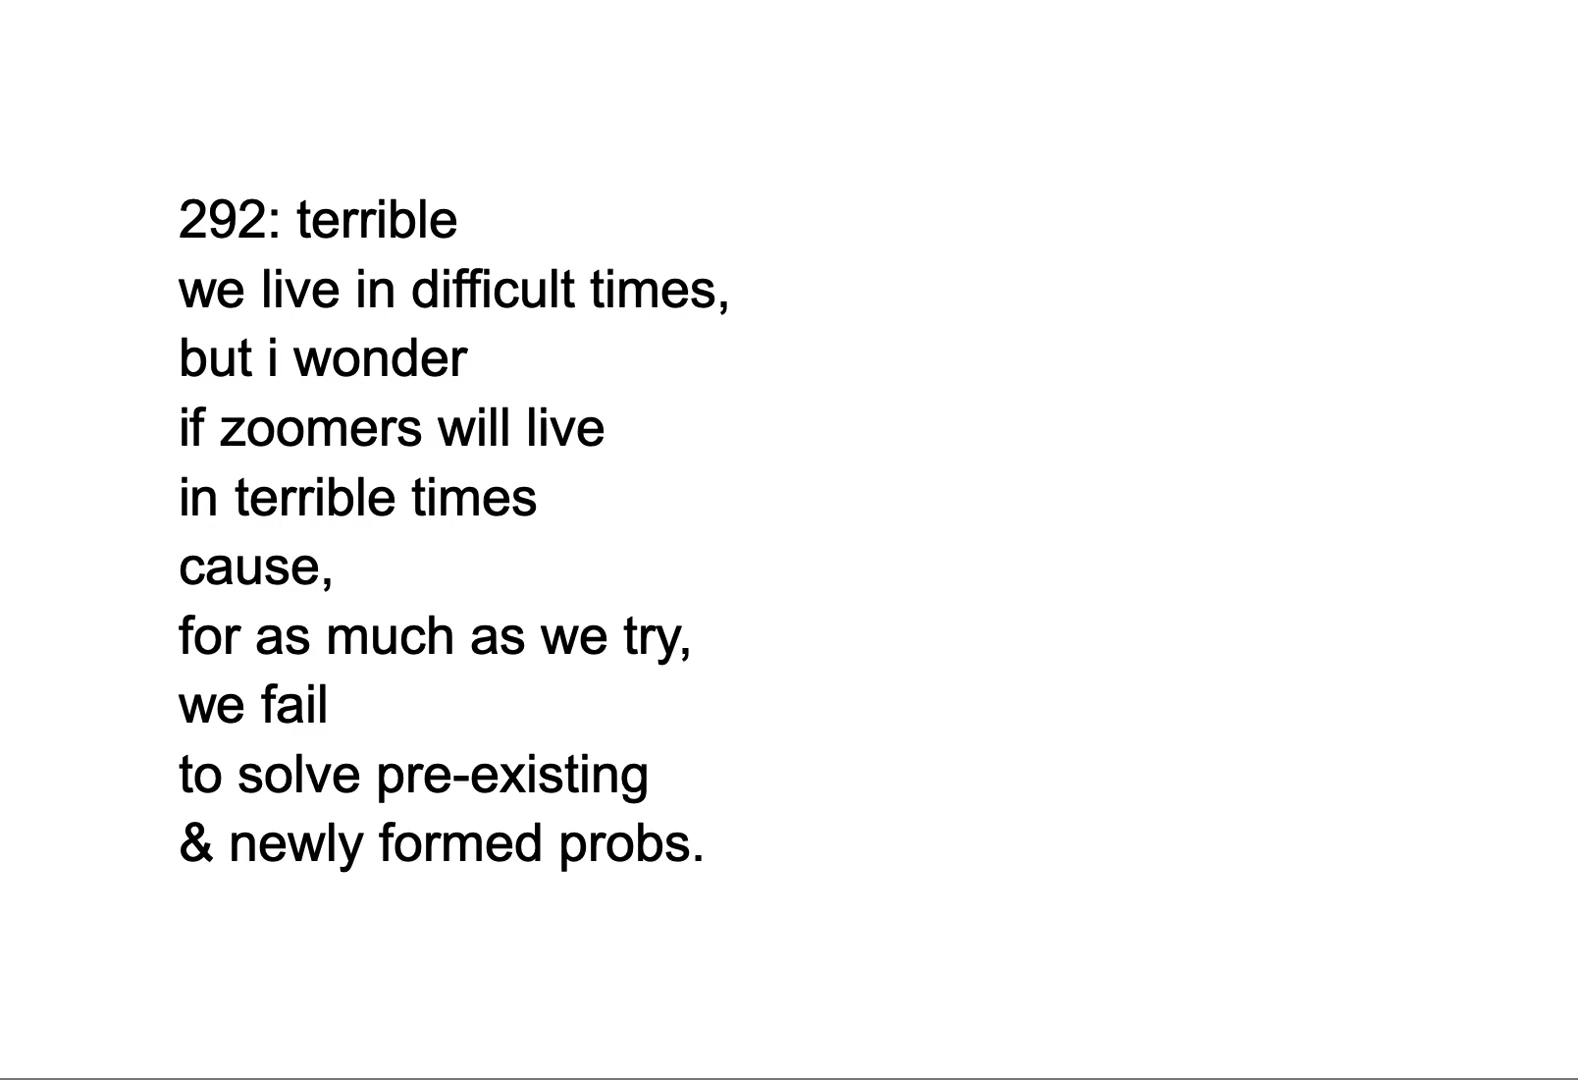 292: terrible
we live in difficult times,
but i wonder
if zoomers will live
in terrible times
cause,
for as much as we try,
we fail
to solve pre-existing
& newly formed probs.